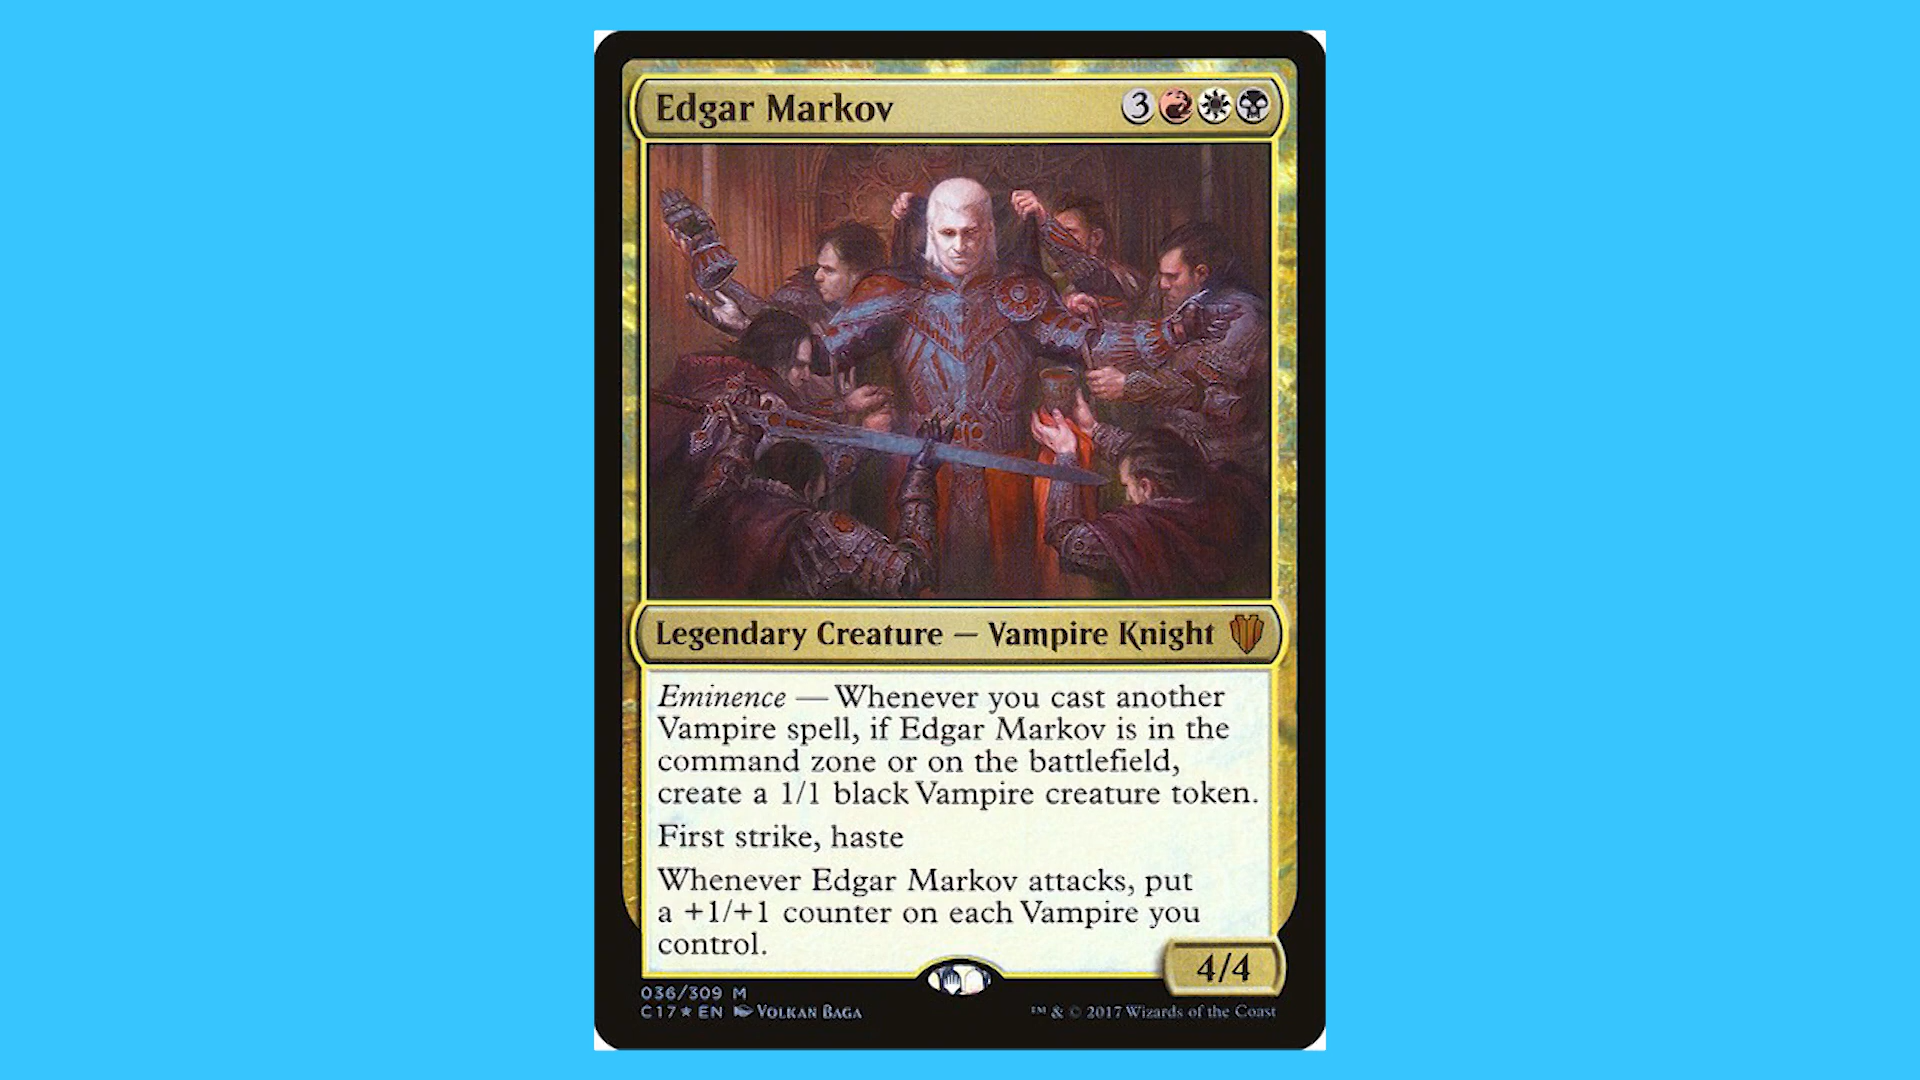 Edgar Markov 3
Legendary Creature — Vampire Knight
Eminence — Whenever you cast another
Vampire spell, if Edgar Markov is in the
command zone or on the battlefield,
create a 1/1 black Vampire creature token.
First strike, haste
Whenever Edgar Markov attacks, put
a +1/+1 counter on each Vampire you
control.
4/4
036/309 M
C17★EN VOLKAN BAGA
™ & © 2017 Wizards of the Coast